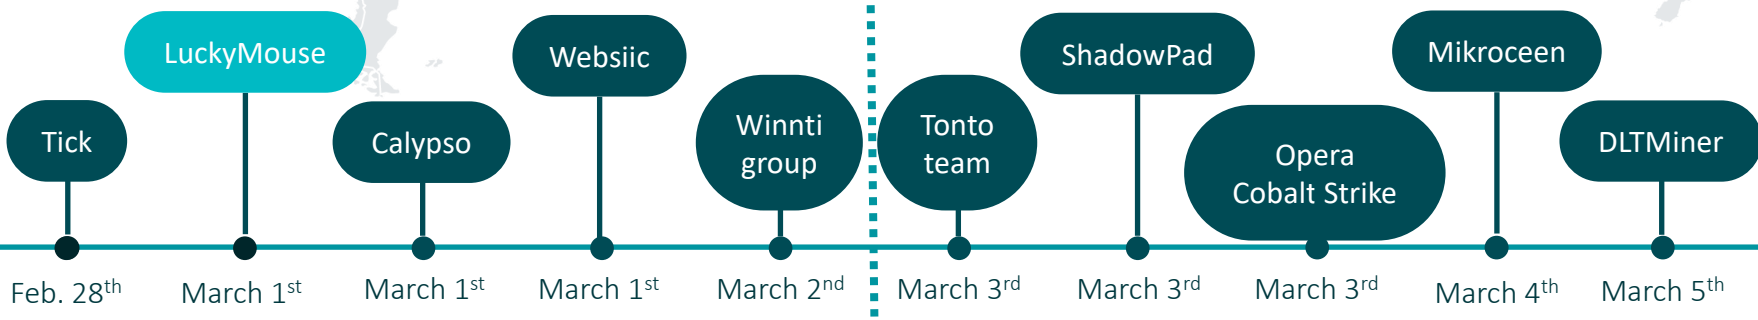 Tick
LuckyMouse
Calypso
Websiic
Winnti
group
Tonto
team
ShadowPad
Opera
Cobalt Strike
Mikroceen
DLTMiner
Feb. 28th
March 1st
March 1st
March 1st
March 2nd
March 3rd
March 3rd
March 3rd
March 4th
March 5th